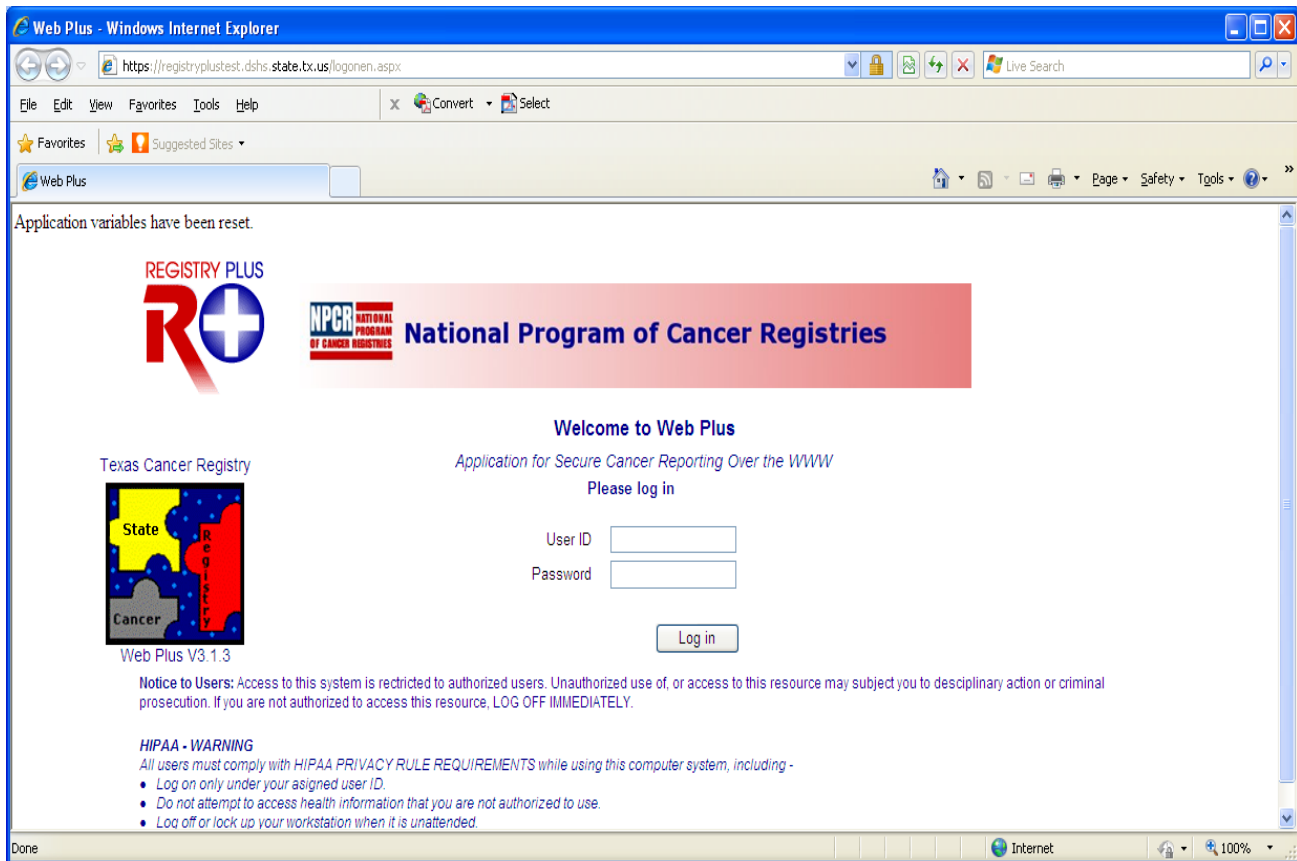 Web Plus - Windows Internet Explorer
https://registryplustest.dshs.state.tx.us/logonen.aspx
Live Search
File Edit View Favorites Tools Help
x Convert Select
Favorites Suggested Sites
Web Plus
Page Safety Tools »
Application variables have been reset.
REGISTRY PLUS
R
NPCR NATIONAL PROGRAM
OF CANCER REGISTRIES
National Program of Cancer Registries
Welcome to Web Plus
Application for Secure Cancer Reporting Over the WWW
Please log in
Texas Cancer Registry
State
Registry
Cancer
Web Plus V3.1.3
User ID
Password
Log in
Notice to Users: Access to this system is rectricted to authorized users. Unauthorized use of, or access to this resource may subject you to desciplinary action or criminal
prosecution. If you are not authorized to access this resource, LOG OFF IMMEDIATELY.
HIPAA - WARNING
All users must comply with HIPAA PRIVACY RULE REQUIREMENTS while using this computer system, including -
• Log on only under your asigned user ID.
• Do not attempt to access health information that you are not authorized to use.
• Log off or lock up your workstation when it is unattended.
Done
Internet
100%